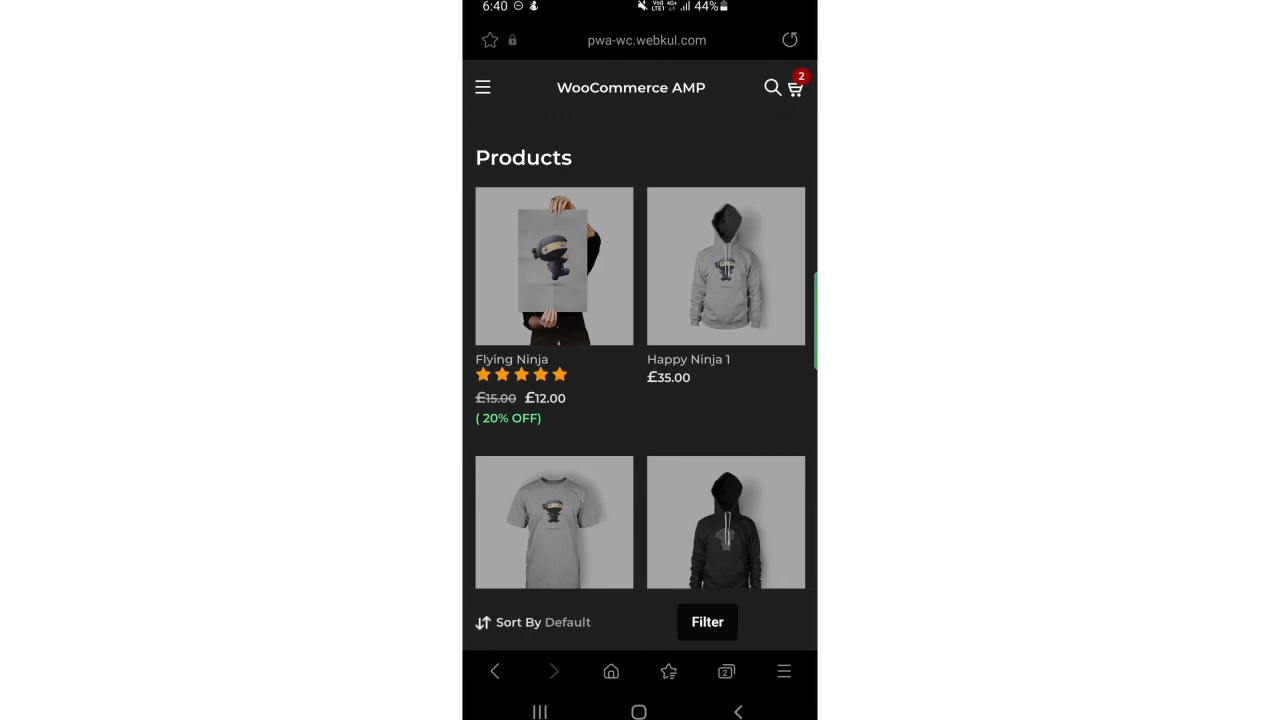 6:40 44%
pwa-wc.webkul.com
WooCommerce AMP 2
Products
Flying Ninja
£15.00 £12.00
( 20% OFF)
Happy Ninja 1
£35.00
Sort By Default Filter
2